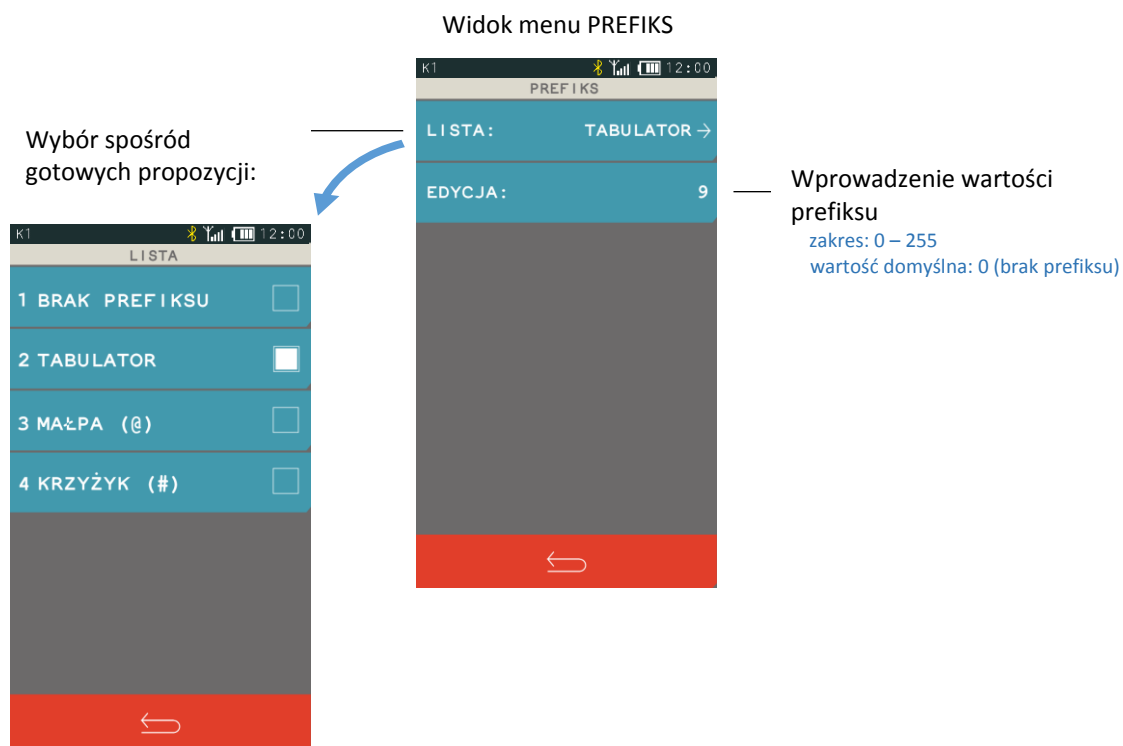 Widok menu PREFIKS
K1 12:00
PREFIKS
LISTA: TABULATOR →
EDYCJA: 9
Wybór spośród
gotowych propozycji:
Wprowadzenie wartości
prefiksu
zakres: 0 – 255
wartość domyślna: 0 (brak prefiksu)
K1 12:00
LISTA
1 BRAK PREFIKSU
2 TABULATOR
3 MAŁPA (@)
4 KRZYŻYK (#)